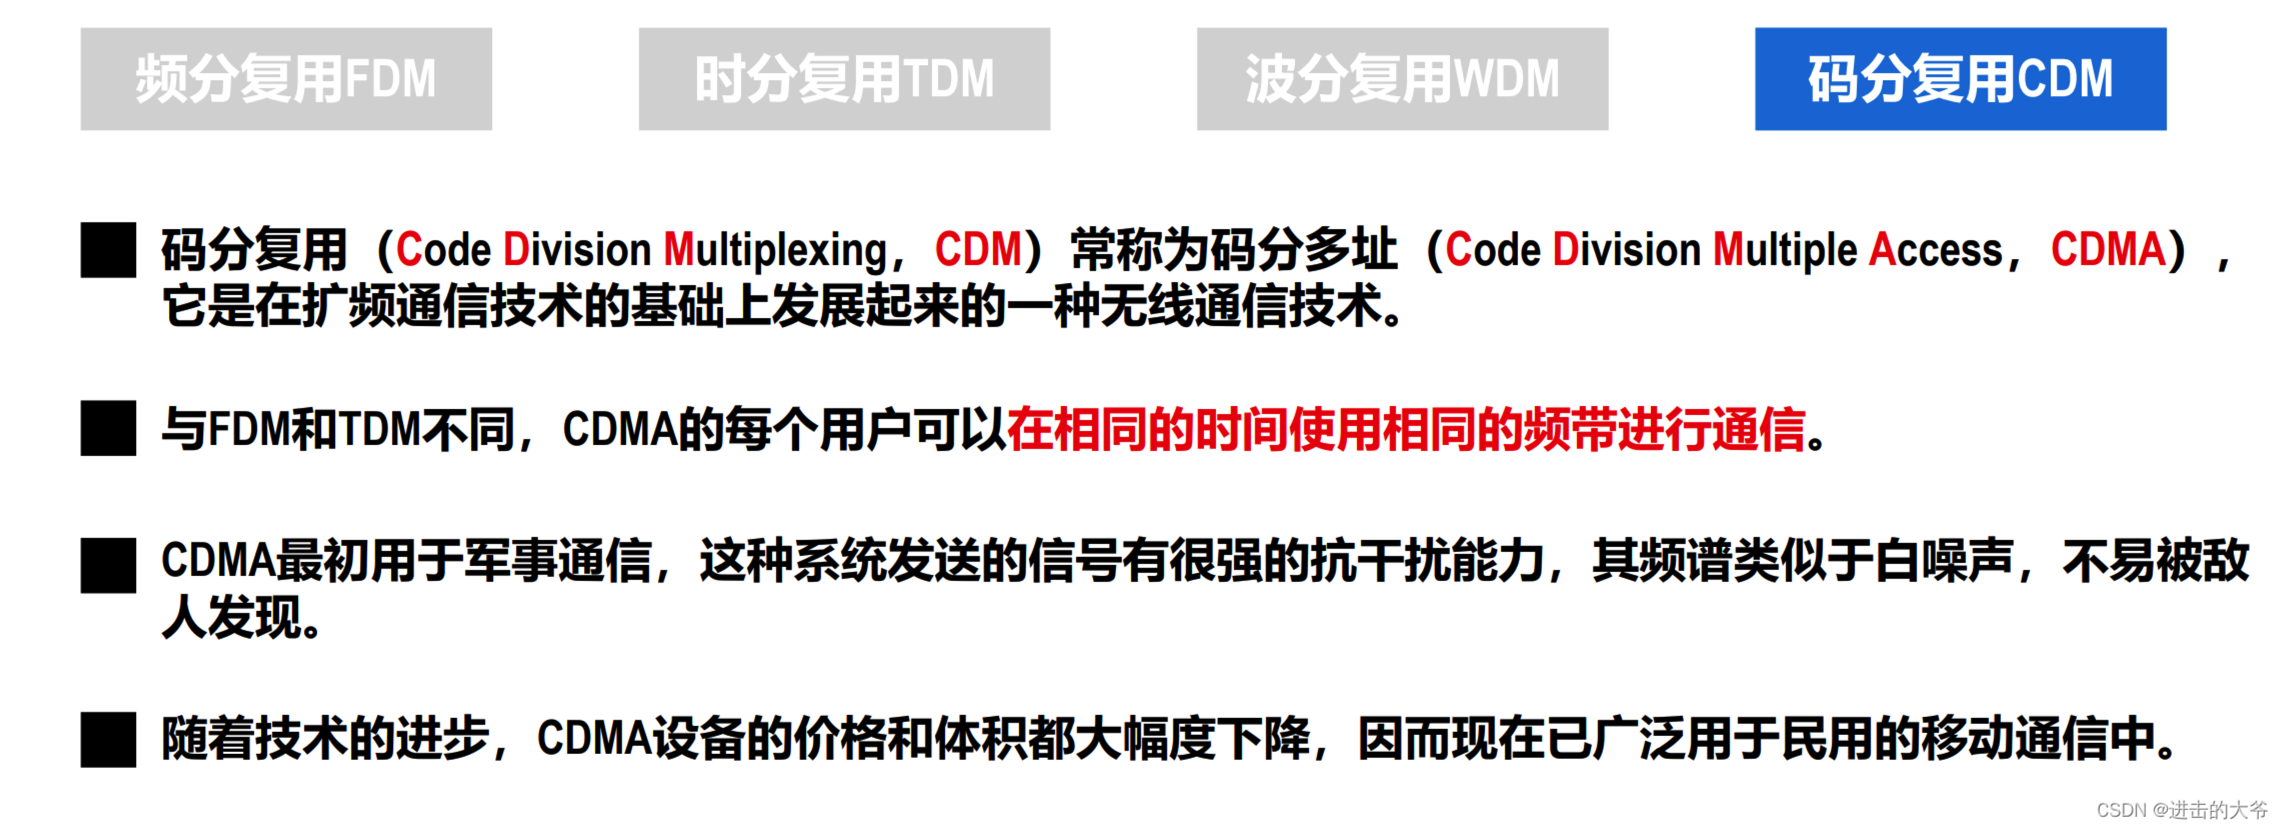 频分复用FDM
时分复用TDM
波分复用WDM
码分复用CDM
码分复用（Code Division Multiplexing，CDM）常称为码分多址（Code Division Multiple Access，CDMA），
它是在扩频通信技术的基础上发展起来的一种无线通信技术。
与FDM和TDM不同，CDMA的每个用户可以在相同的时间使用相同的频带进行通信。
CDMA最初用于军事通信，这种系统发送的信号有很强的抗干扰能力，其频谱类似于白噪声，不易被敌
人发现。
随着技术的进步，CDMA设备的价格和体积都大幅度下降，因而现在已广泛用于民用的移动通信中。
CSDN @进击的大爷